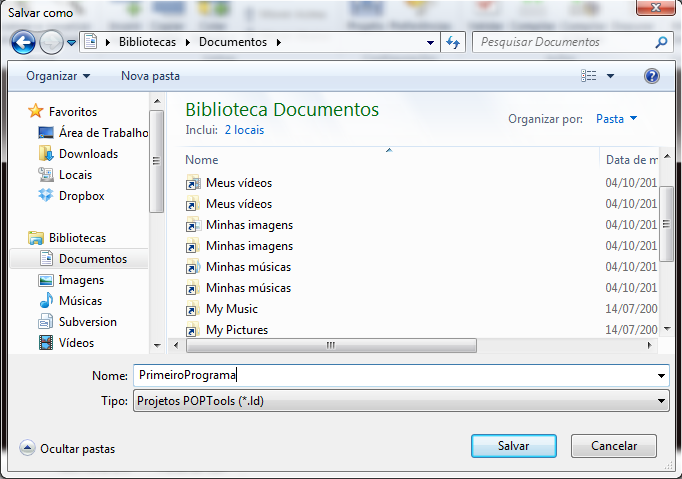 Salvar como
Bibliotecas Documentos
Pesquisar Documentos
Organizar Nova pasta
Favoritos
Área de Trabalho
Downloads
Locais
Dropbox
Bibliotecas
Documentos
Imagens
Músicas
Subversion
Vídeos
Biblioteca Documentos
Inclui: 2 locais
Organizar por: Pasta
Nome Data de m
Meus vídeos 04/10/201
Meus vídeos 04/10/201
Minhas imagens 04/10/201
Minhas imagens 04/10/201
Minhas músicas 04/10/201
Minhas músicas 04/10/201
My Music 14/07/200
My Pictures 14/07/200
Nome: PrimeiroPrograma
Tipo: Projetos POPTools (*.ld)
Ocultar pastas
Salvar
Cancelar